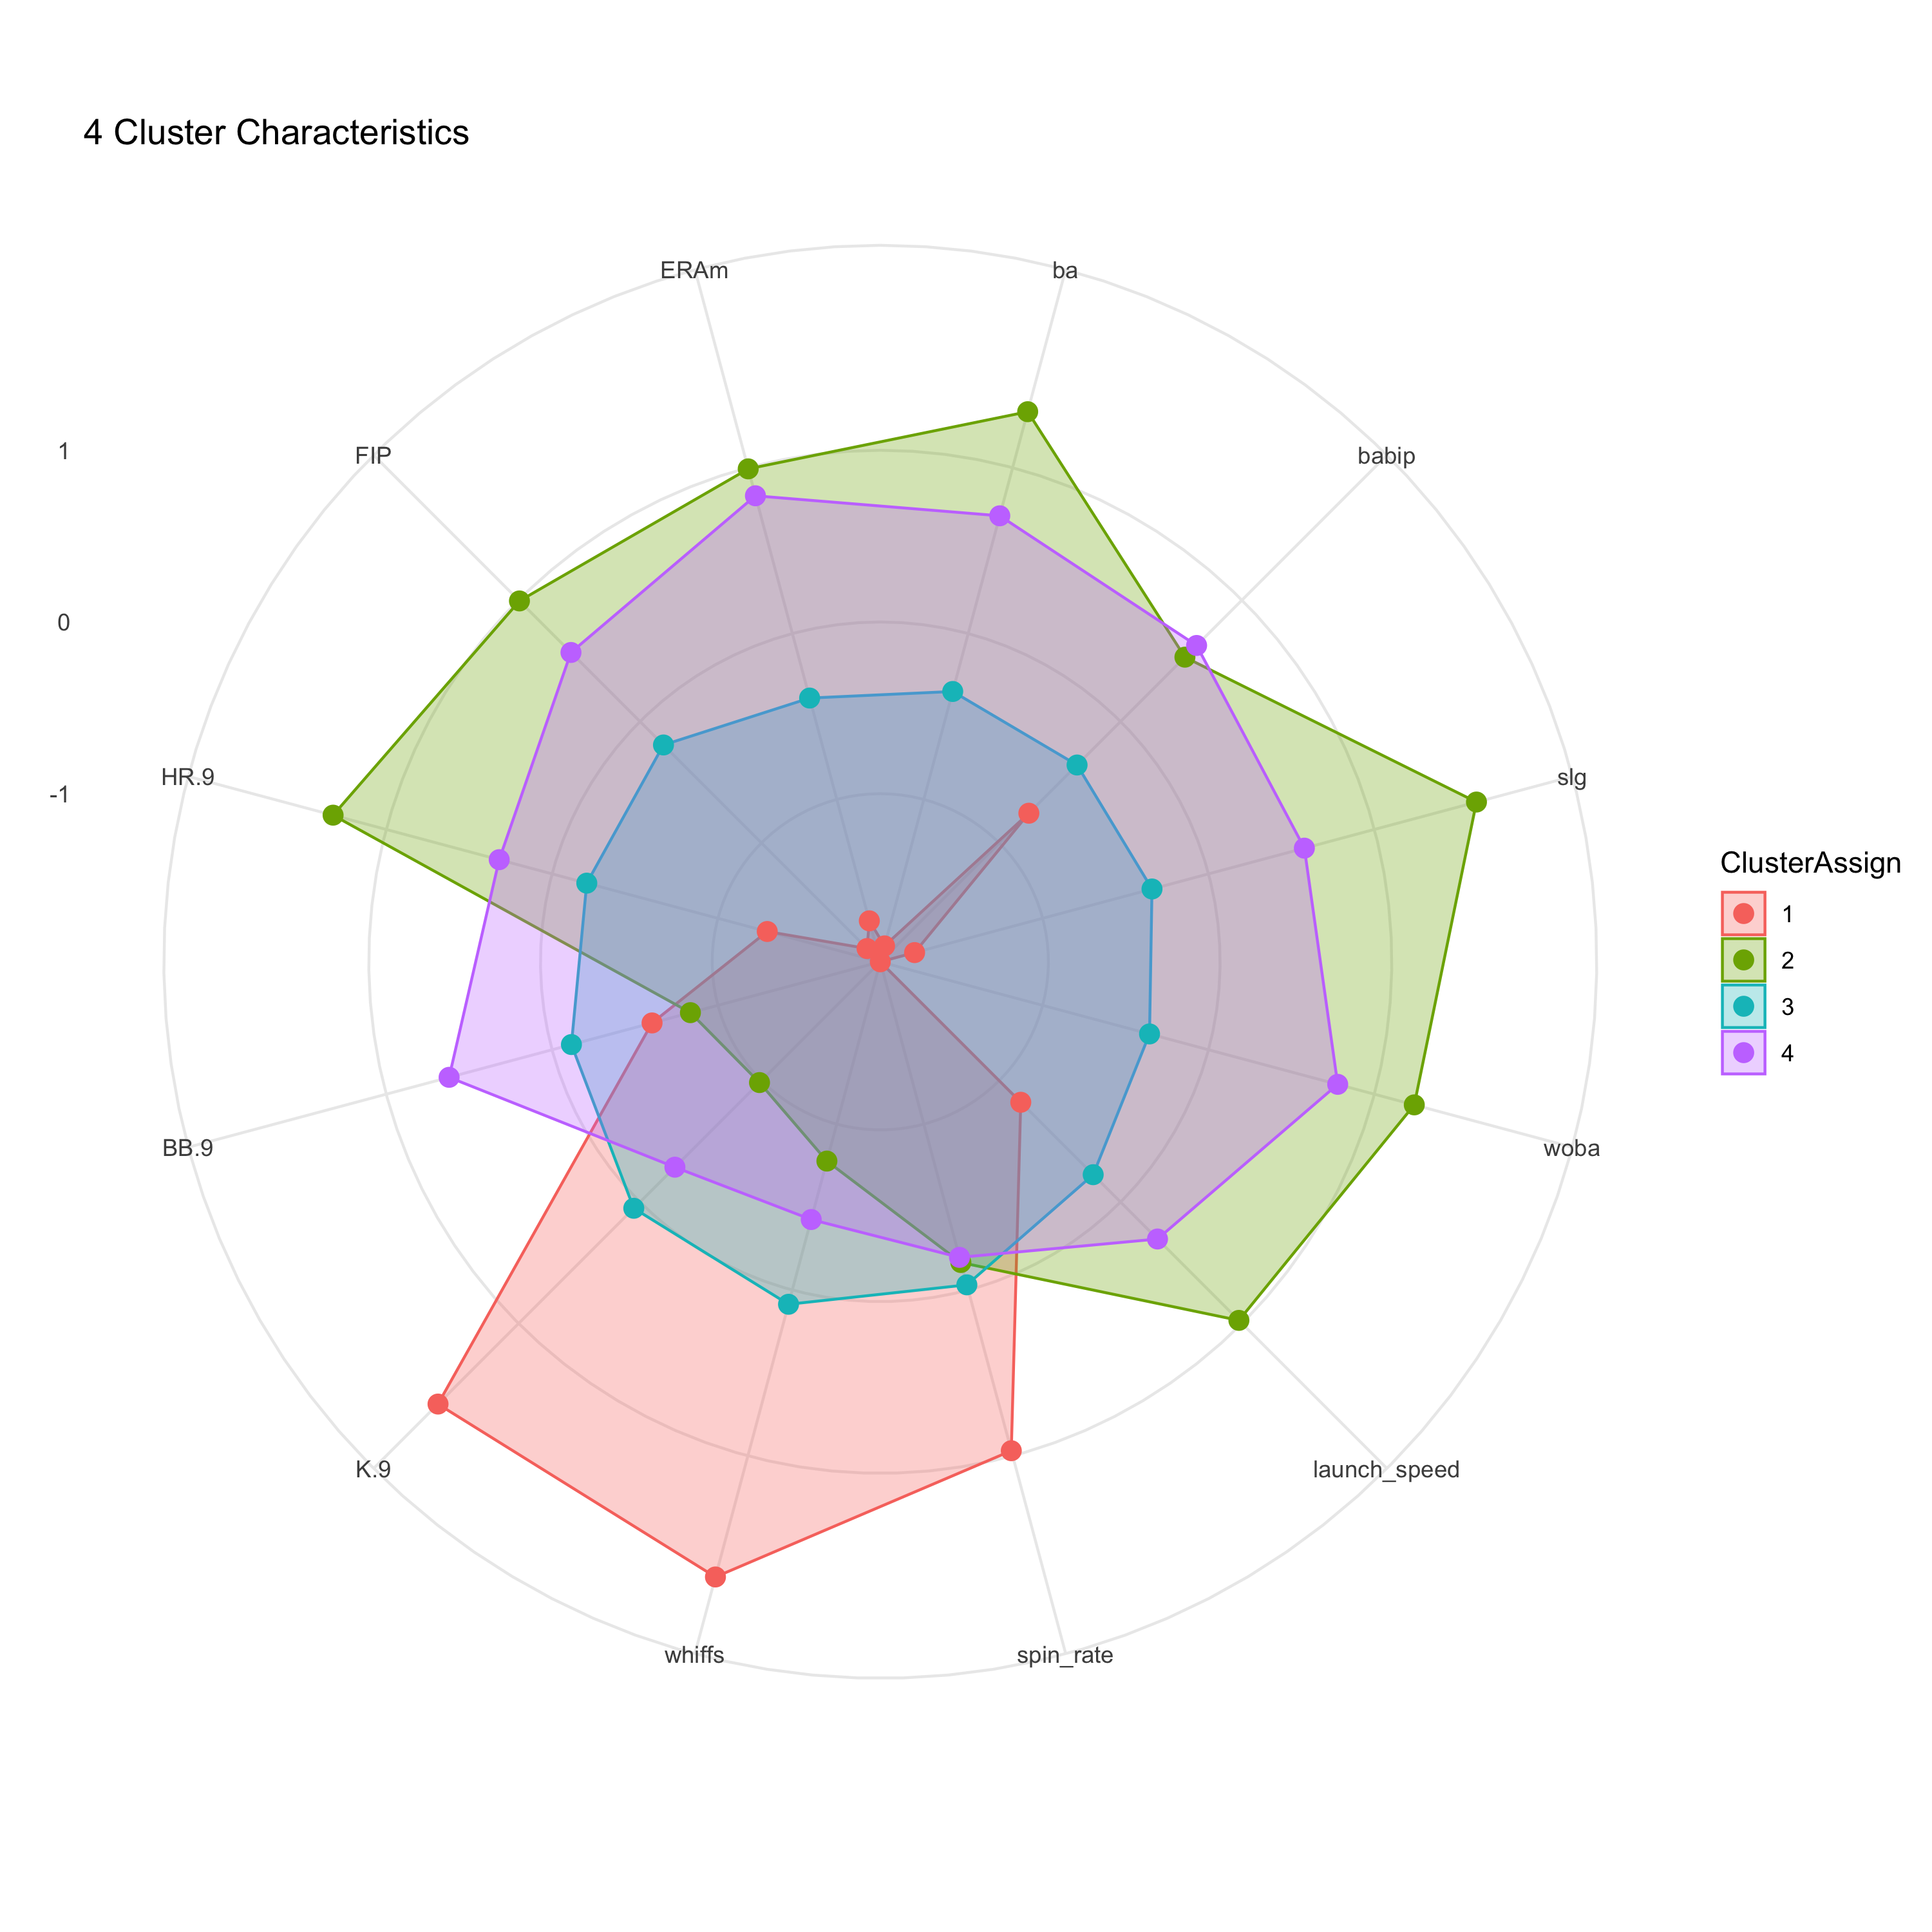 4 Cluster Characteristics
ERAm
ba
1
FIP
babip
0
HR.9
slg
-1
ClusterAssign
1
2
3
4
BB.9
woba
K.9
launch_speed
whiffs
spin_rate